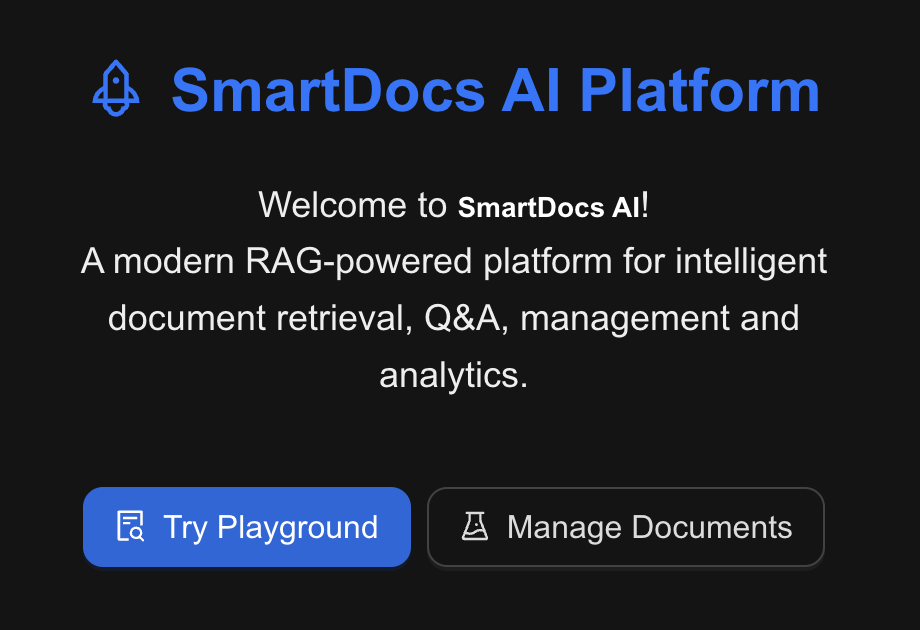 SmartDocs AI Platform
Welcome to SmartDocs AI!
A modern RAG-powered platform for intelligent
document retrieval, Q&A, management and
analytics.
Try Playground
Manage Documents